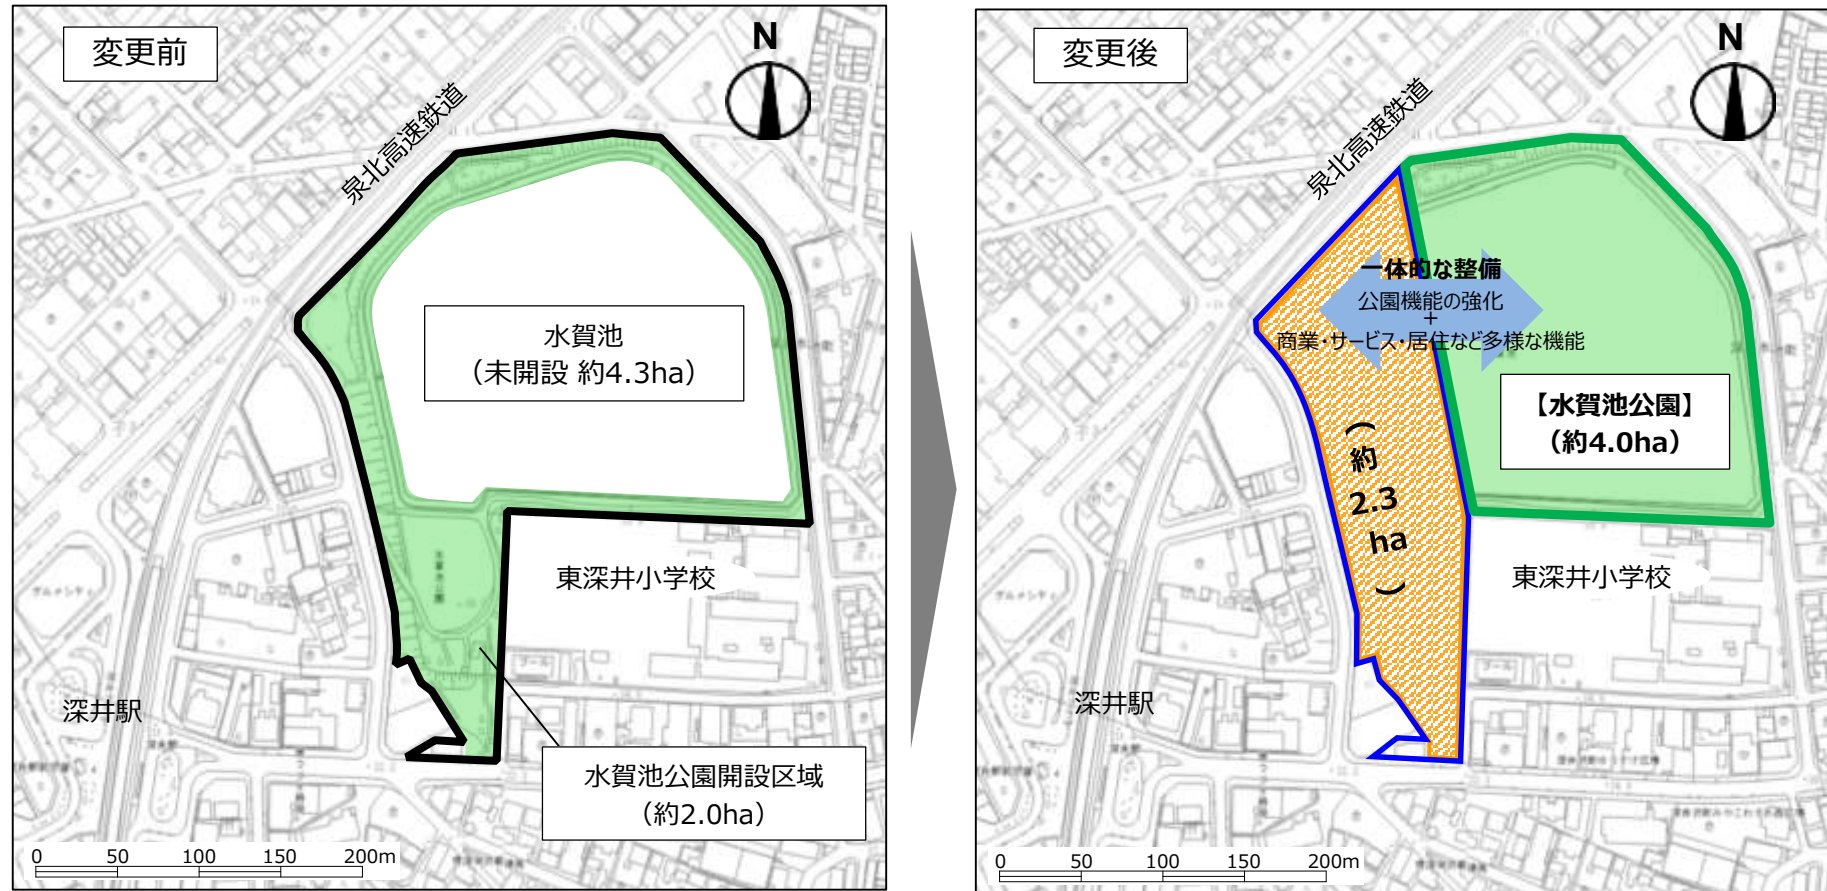 変更前
N
泉北高速鉄道
水賀池
（未開設 約4.3ha）
東深井小学校
深井駅
水賀池公園開設区域
（約2.0ha）
0 50 100 150 200m
変更後
N
泉北高速鉄道
一体的な整備
公園機能の強化
+
商業・サービス・居住など多様な機能
【水賀池公園】
（約4.0ha）
（約2.3ha）
東深井小学校
深井駅
0 50 100 150 200m